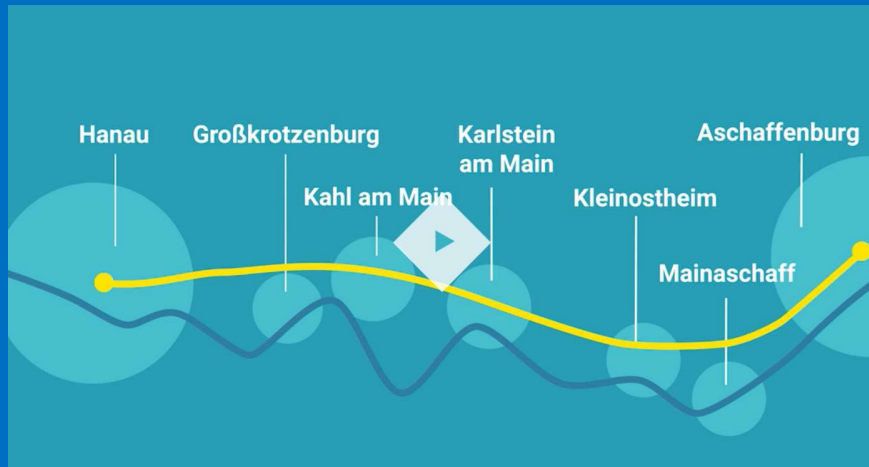 Hanau
Großkrotzenburg
Kahl am Main
Karlstein
am Main
Kleinostheim
Mainaschaff
Aschaffenburg